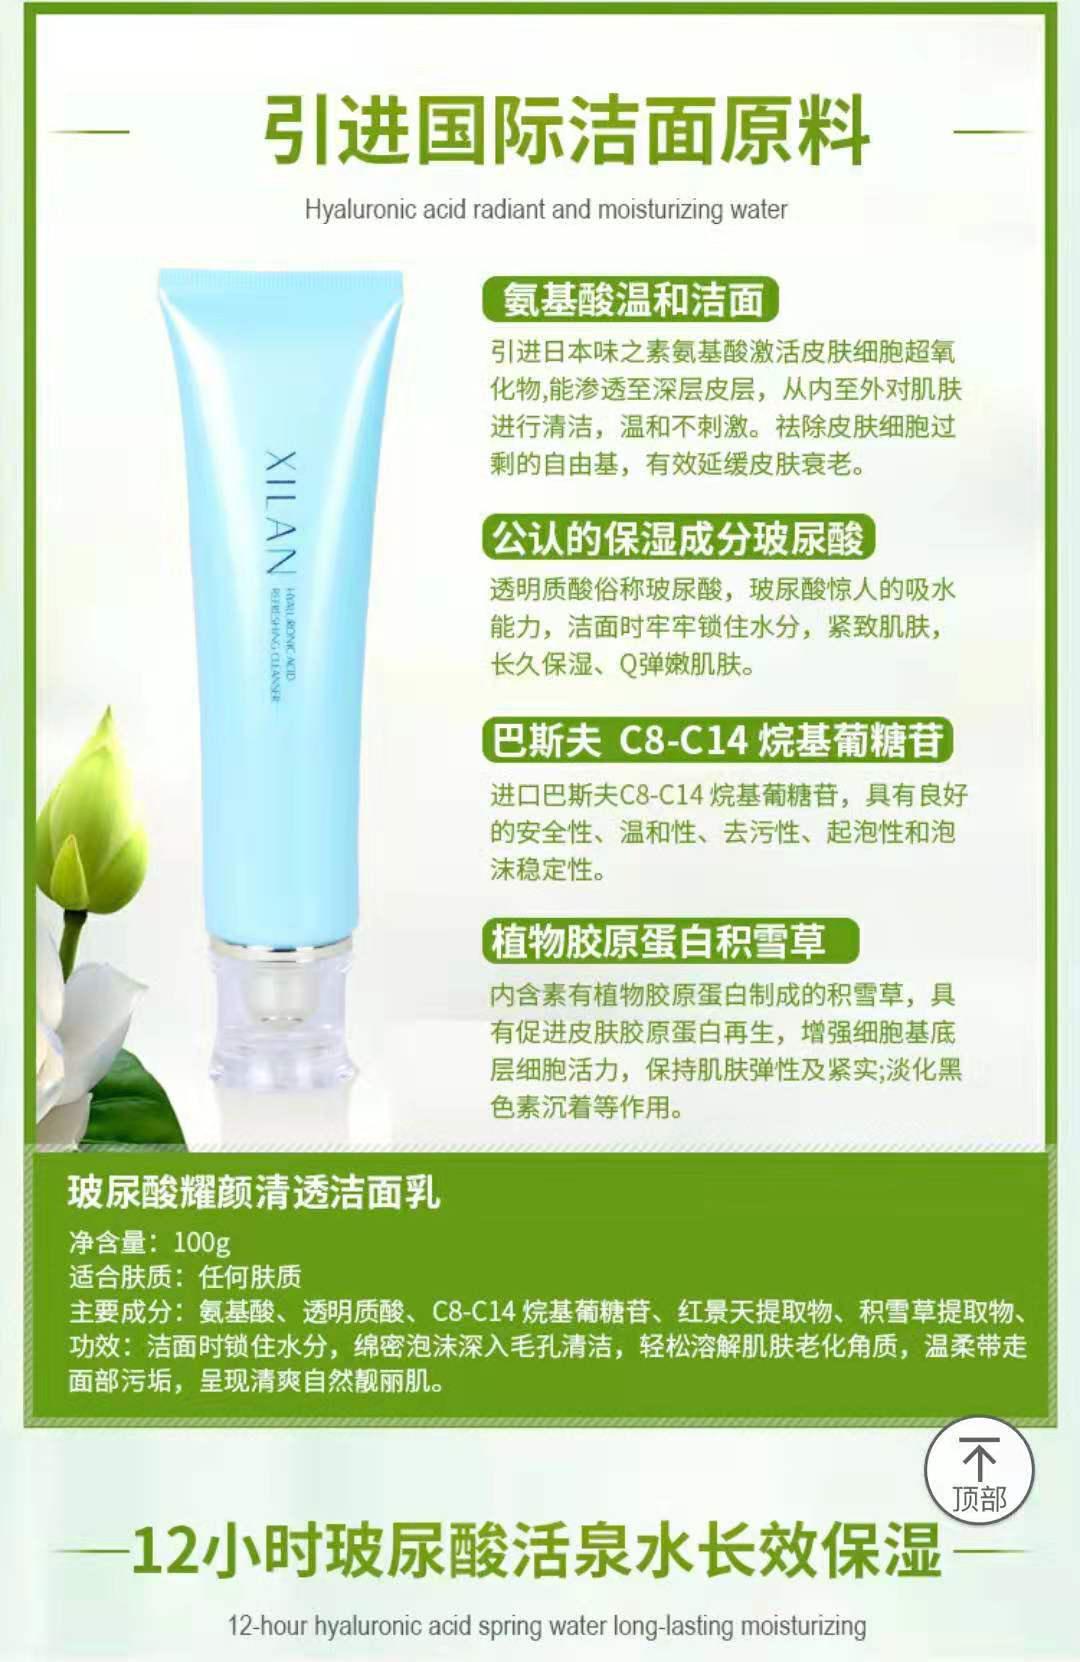 引进国际洁面原料
Hyaluronic acid radiant and moisturizing water
氨基酸温和洁面
引进日本味之素氨基酸激活皮肤细胞超氧
化物,能渗透至深层皮层，从内至外对肌肤
进行清洁，温和不刺激。祛除皮肤细胞过
剩的自由基，有效延缓皮肤衰老。
公认的保湿成分玻尿酸
透明质酸俗称玻尿酸，玻尿酸惊人的吸水
能力，洁面时牢牢锁住水分，紧致肌肤，
长久保湿、Q弹嫩肌肤。
巴斯夫 C8-C14 烷基葡糖苷
进口巴斯夫C8-C14 烷基葡糖苷，具有良好
的安全性、温和性、去污性、起泡性和泡
沫稳定性。
植物胶原蛋白积雪草
内含素有植物胶原蛋白制成的积雪草，具
有促进皮肤胶原蛋白再生，增强细胞基底
层细胞活力，保持肌肤弹性及紧实;淡化黑
色素沉着等作用。
XILAN
HYALURONIC ACID
REFRESHING CLEANSER
玻尿酸耀颜清透洁面乳
净含量：100g
适合肤质：任何肤质
主要成分：氨基酸、透明质酸、C8-C14 烷基葡糖苷、红景天提取物、积雪草提取物、
功效：洁面时锁住水分，绵密泡沫深入毛孔清洁，轻松溶解肌肤老化角质，温柔带走
面部污垢，呈现清爽自然靓丽肌。
顶部
12小时玻尿酸活泉水长效保湿
12-hour hyaluronic acid spring water long-lasting moisturizing